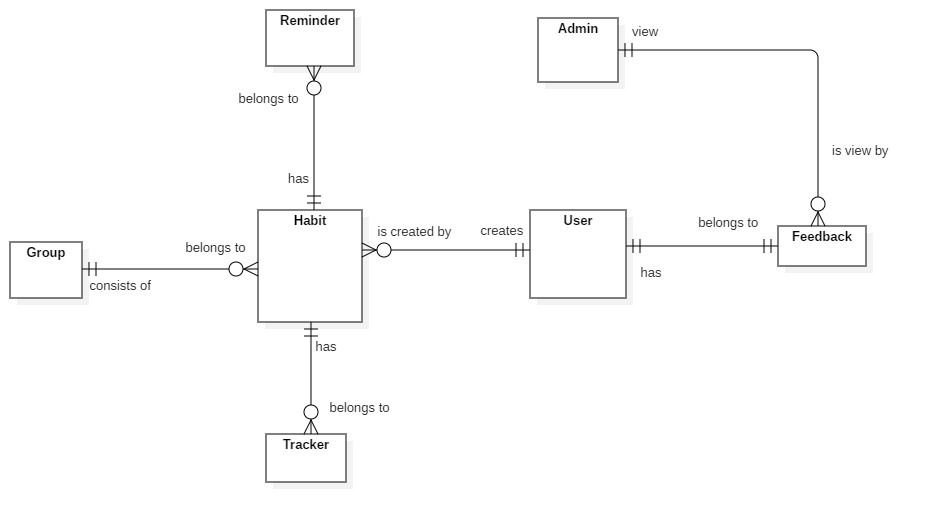 Reminder
Admin
view
belongs to
is view by
has
Habit
User
is created by
creates
belongs to
Feedback
Group
belongs to
consists of
has
has
belongs to
Tracker